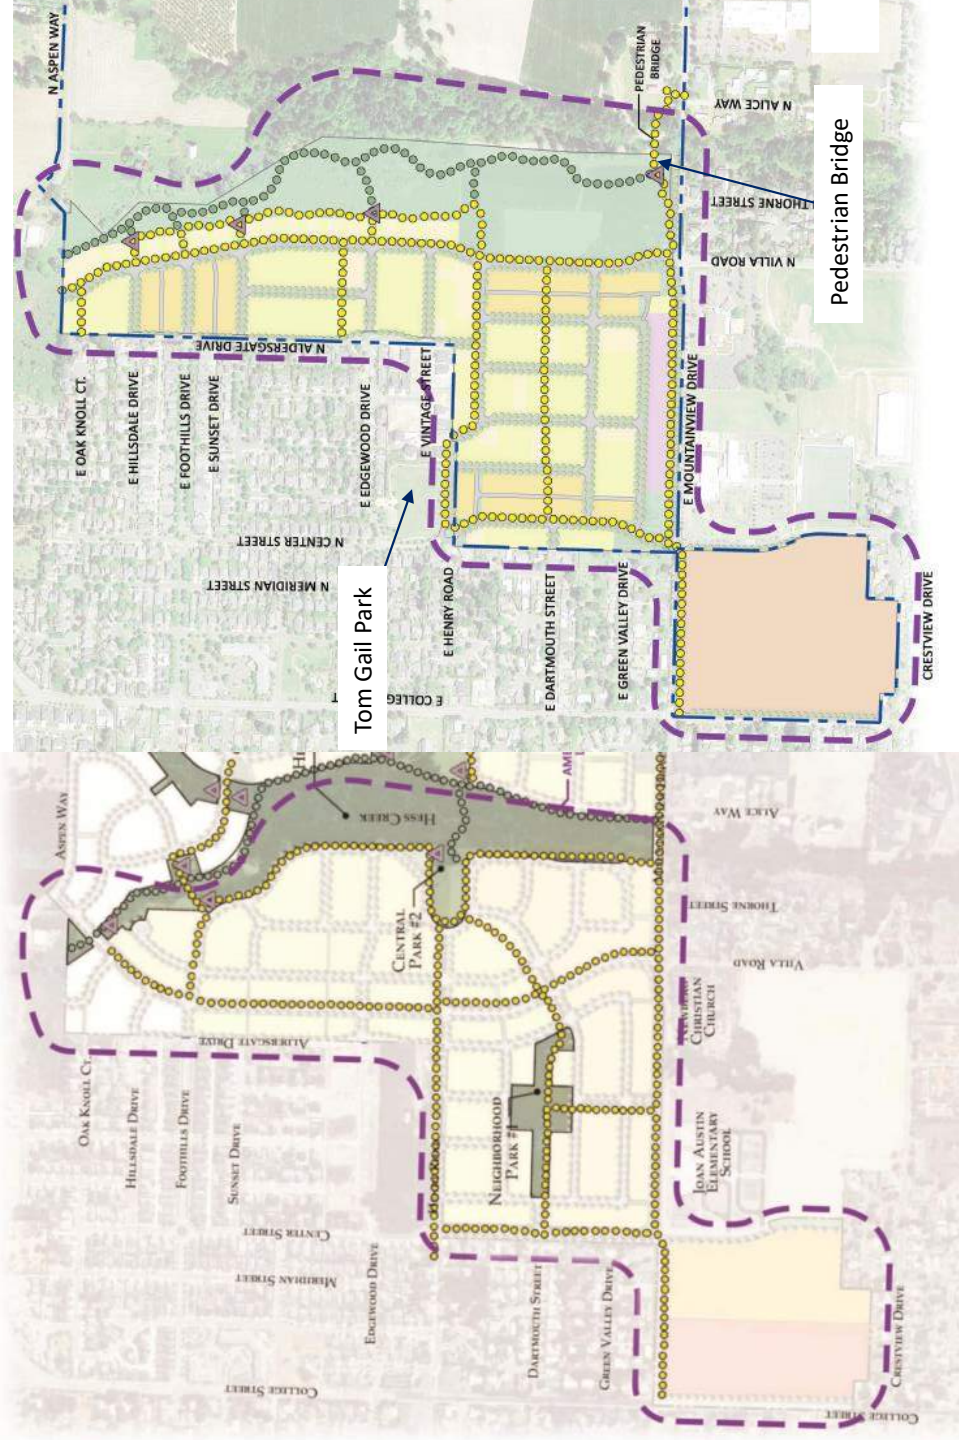 N ASPEN WAY
PEDESTRIAN
BRIDGE
N ALICE WAY
Pedestrian Bridge
THORNE STREET
N VILLA ROAD
N ALDERSGATE DRIVE
E OAK KNOLL CT.
E HILLSDALE DRIVE
E FOOTHILLS DRIVE
E SUNSET DRIVE
E EDGEWOOD DRIVE
E VINTAGE STREET
E MOUNTAINVIEW DRIVE
N CENTER STREET
N MERIDIAN STREET
Tom Gail Park
E HENRY ROAD
E DARTMOUTH STREET
E GREEN VALLEY DRIVE
CRESTVIEW DRIVE
E COLLEG
ASPEN WAY
HESS CREEK
ALICE WAY
CENTRAL
PARK #2
THORNE STREET
VILLA ROAD
NEWBERG
CHRISTIAN
CHURCH
ALDERSGATE DRIVE
OAK KNOLL CT.
HILLSDALE DRIVE
FOOTHILLS DRIVE
SUNSET DRIVE
NEIGHBORHOOD
PARK #1
JOAN AUSTIN
ELEMENTARY
SCHOOL
CENTER STREET
MERIDIAN STREET
EDGEWOOD DRIVE
DARTMOUTH STREET
GREEN VALLEY DRIVE
CRESTVIEW DRIVE
COLLEGE STREET
COLLEGE STREET